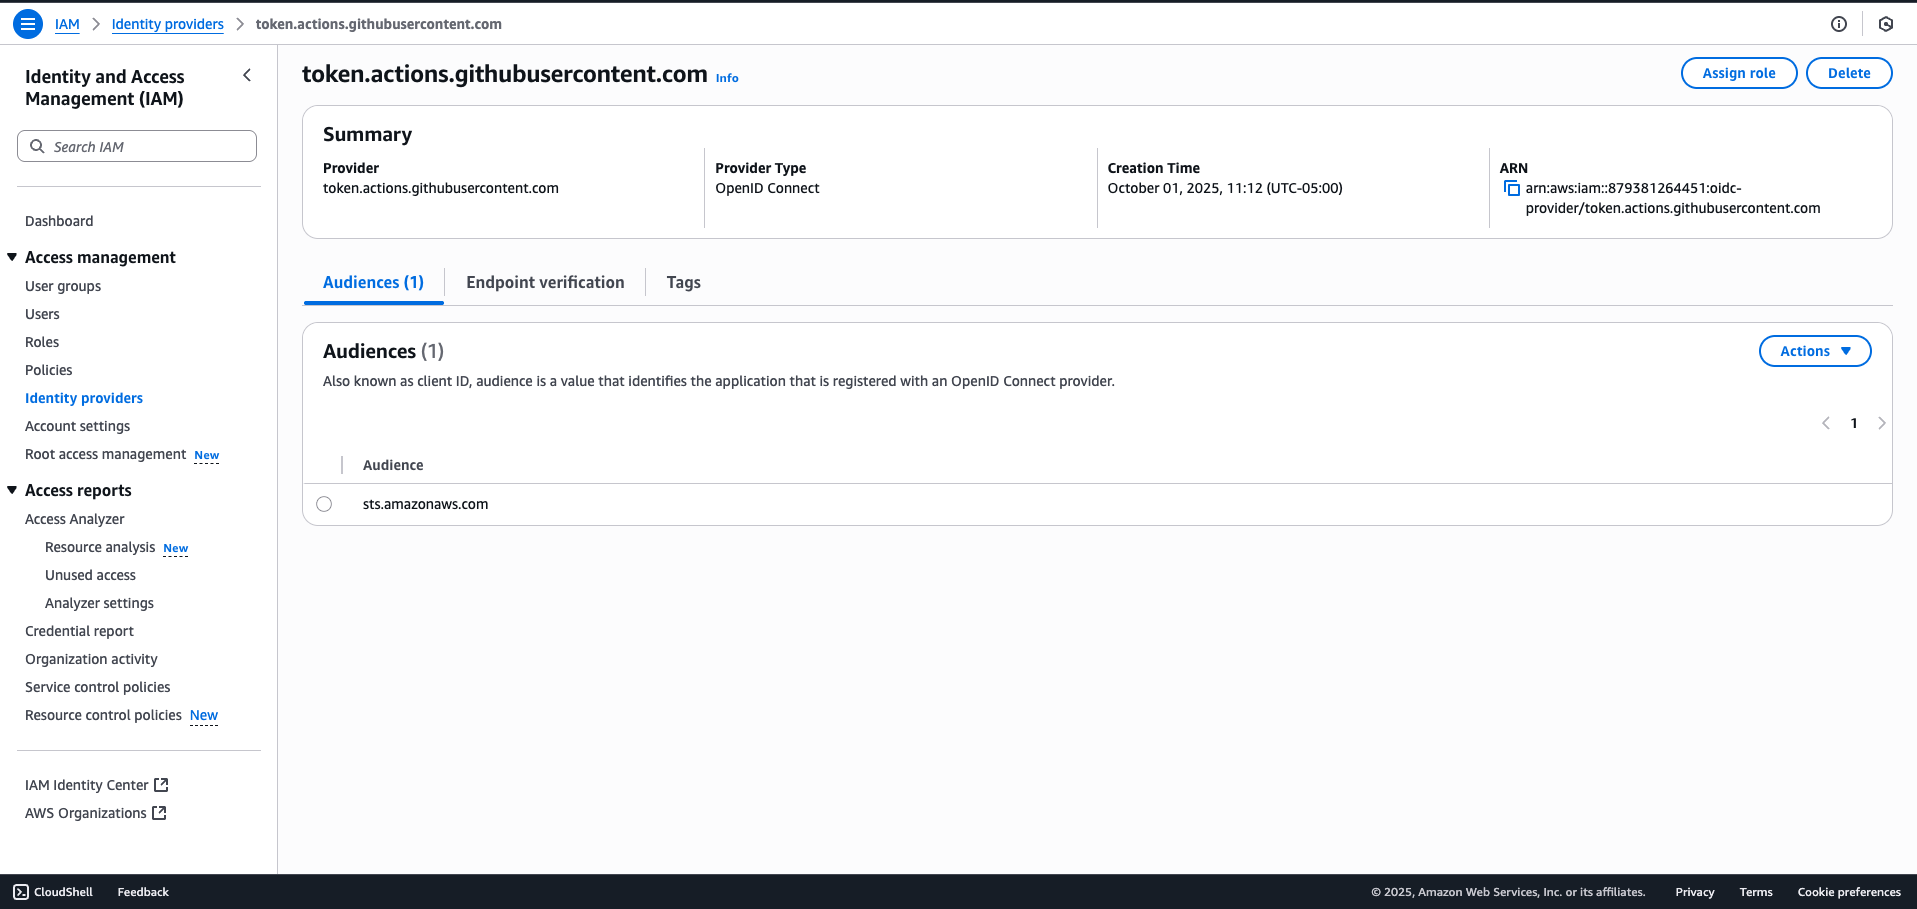 IAM > Identity providers > token.actions.githubusercontent.com
Identity and Access
Management (IAM)
Search IAM
Dashboard
Access management
User groups
Users
Roles
Policies
Identity providers
Account settings
Root access management New
Access reports
Access Analyzer
Resource analysis New
Unused access
Analyzer settings
Credential report
Organization activity
Service control policies
Resource control policies New
IAM Identity Center
AWS Organizations
token.actions.githubusercontent.com Info
Assign role
Delete
Summary
Provider
token.actions.githubusercontent.com
Provider Type
OpenID Connect
Creation Time
October 01, 2025, 11:12 (UTC-05:00)
ARN
arn:aws:iam::879381264451:oidc-
provider/token.actions.githubusercontent.com
Audiences (1)
Endpoint verification
Tags
Audiences (1)
Actions
Also known as client ID, audience is a value that identifies the application that is registered with an OpenID Connect provider.
1
Audience
sts.amazonaws.com
CloudShell
Feedback
© 2025, Amazon Web Services, Inc. or its affiliates.
Privacy
Terms
Cookie preferences